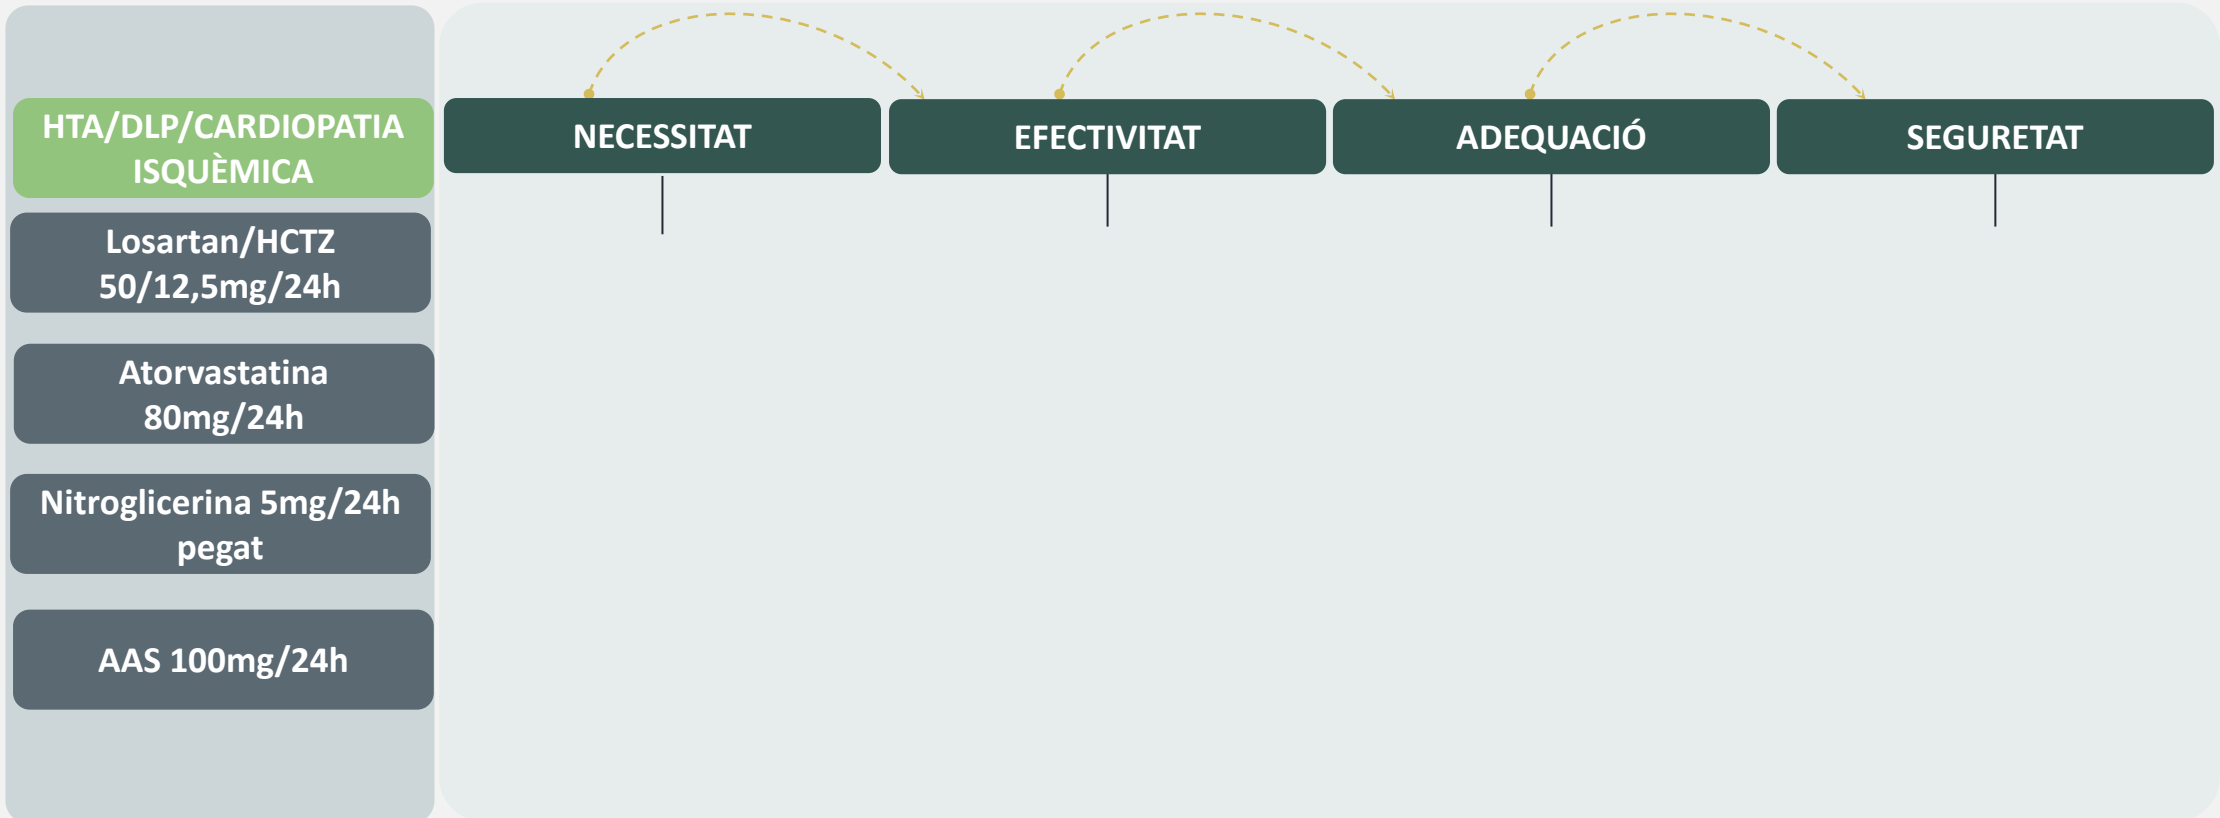 HTA/DLP/CARDIOPATIA
ISQUÈMICA
NECESSITAT
EFECTIVITAT
ADEQUACIÓ
SEGURETAT
Losartan/HCTZ
50/12,5mg/24h
Atorvastatina
80mg/24h
Nitroglicerina 5mg/24h
pegat
AAS 100mg/24h